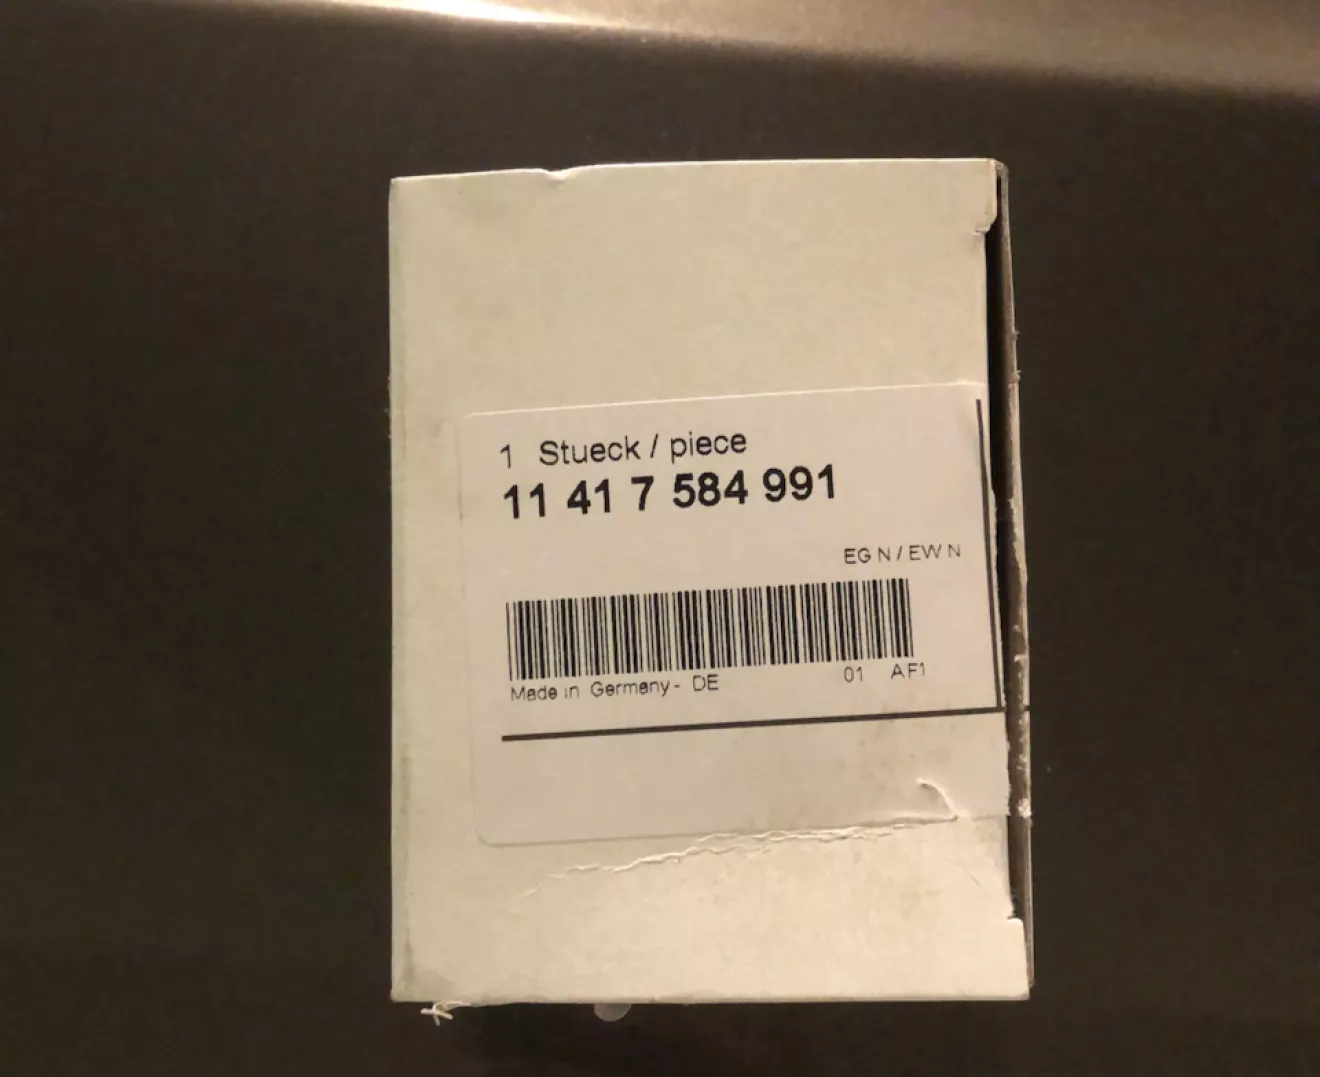 1 Stueck / piece
11 41 7 584 991
EG N / EW N
Made in Germany - DE 01 AF1